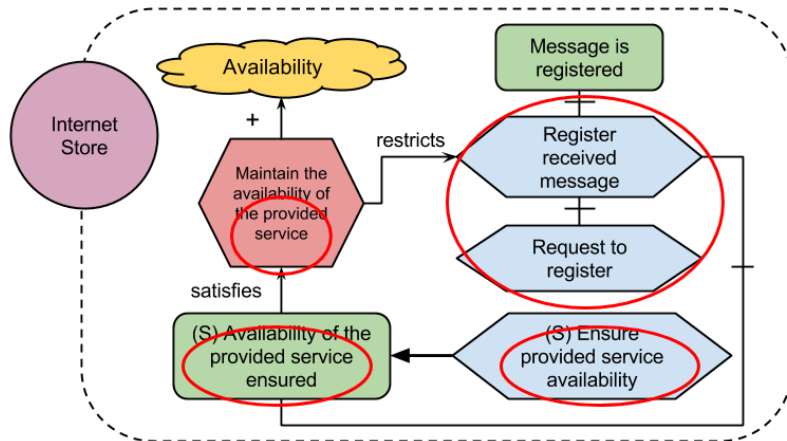 Message is
registered
Availability
Internet
Store
+
restricts
Register
received
message
Maintain the
availability of
the provided
service
Request to
register
satisfies
(S) Availability of the
provided service
ensured
(S) Ensure
provided service
availability